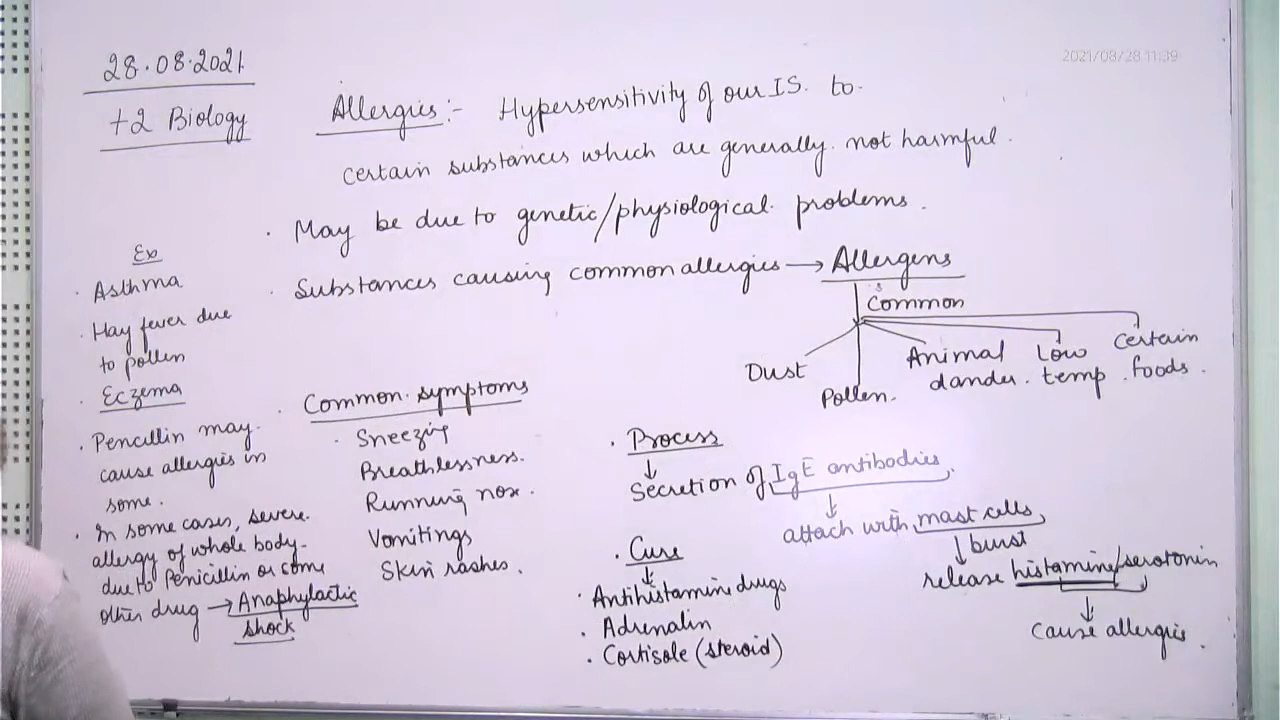 28.08.2021
+2 Biology
2021/08/28 11:39
Allergies:- Hypersensitivity of our IS. to
certain substances which are generally not harmful.
· May be due to genetic/physiological problems.
· Substances causing common allergies → Allergens
Common
Dust
Pollen.
Animal
dander.
Low
temp.
Certain
foods.
Ex
· Asthma
· Hay fever due
to pollen
· Eczema
· Pencillin may
cause allergies in
some.
· In some cases, severe
allergy of whole body
due to Penicillin or some
other drug → Anaphylactic
shock
· Common symptoms
· Sneezing
Breathlessness.
Running nose.
Vomitings
Skin rashes.
· Process
↓
Secretion of IgE antibodies.
↓
attach with mast cells,
↓ burst
release histamine/serotonin
↓
Cause allergies.
· Cure
↓
· Antihistamine drugs
· Adrenalin
· Cortisole (steroid)